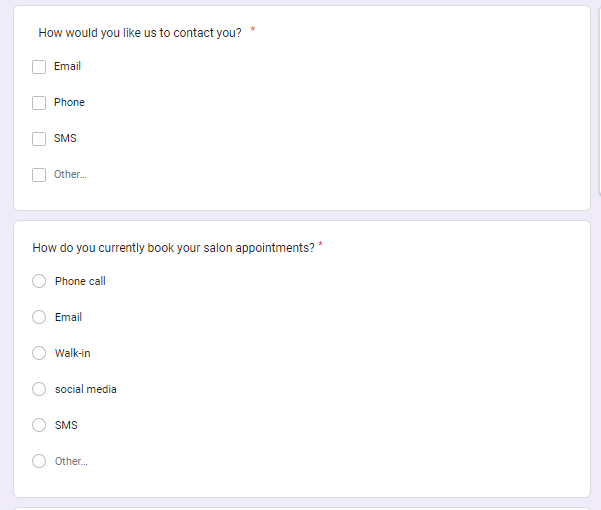 How would you like us to contact you? *
Email
Phone
SMS
Other...
How do you currently book your salon appointments? *
Phone call
Email
Walk-in
social media
SMS
Other...